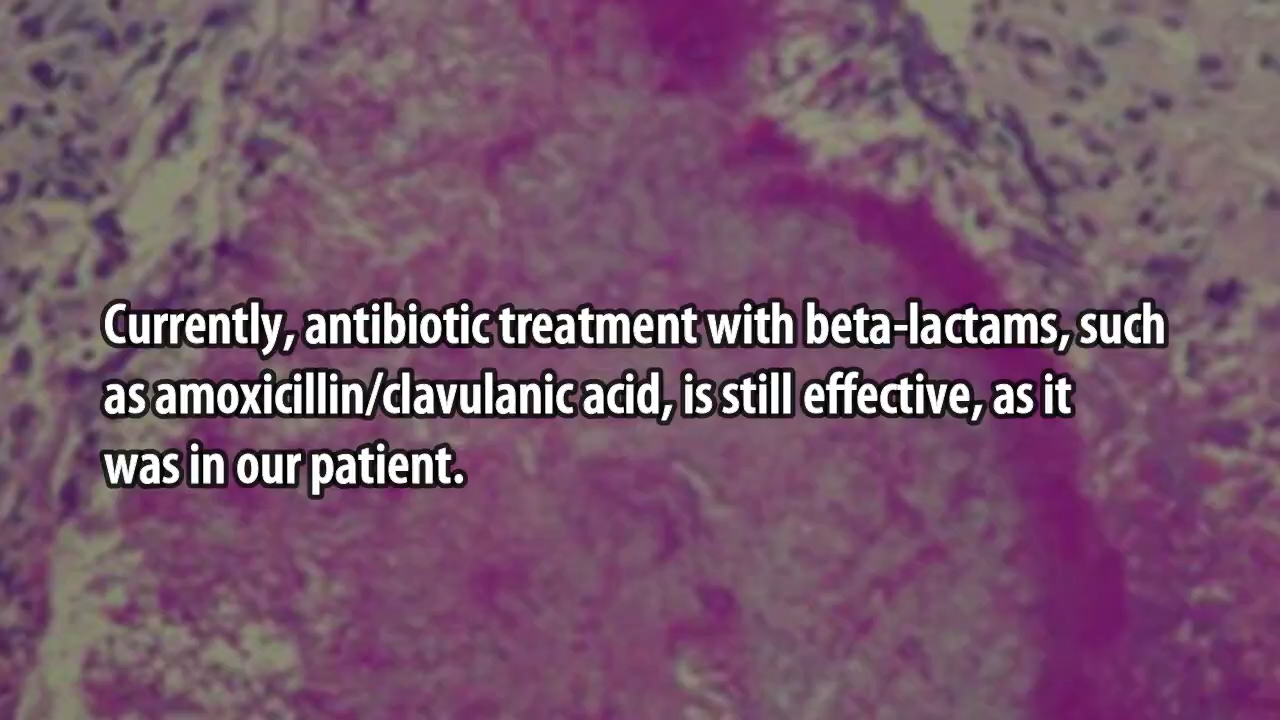 Currently, antibiotic treatment with beta-lactams, such
as amoxicillin/clavulanic acid, is still effective, as it
was in our patient.